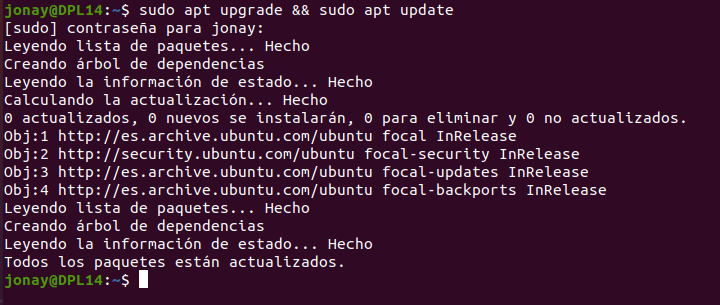 jonay@DPL14:~$ sudo apt upgrade && sudo apt update
[sudo] contraseña para jonay:
Leyendo lista de paquetes... Hecho
Creando árbol de dependencias
Leyendo la información de estado... Hecho
Calculando la actualización... Hecho
0 actualizados, 0 nuevos se instalarán, 0 para eliminar y 0 no actualizados.
Obj:1 http://es.archive.ubuntu.com/ubuntu focal InRelease
Obj:2 http://security.ubuntu.com/ubuntu focal-security InRelease
Obj:3 http://es.archive.ubuntu.com/ubuntu focal-updates InRelease
Obj:4 http://es.archive.ubuntu.com/ubuntu focal-backports InRelease
Leyendo lista de paquetes... Hecho
Creando árbol de dependencias
Leyendo la información de estado... Hecho
Todos los paquetes están actualizados.
jonay@DPL14:~$